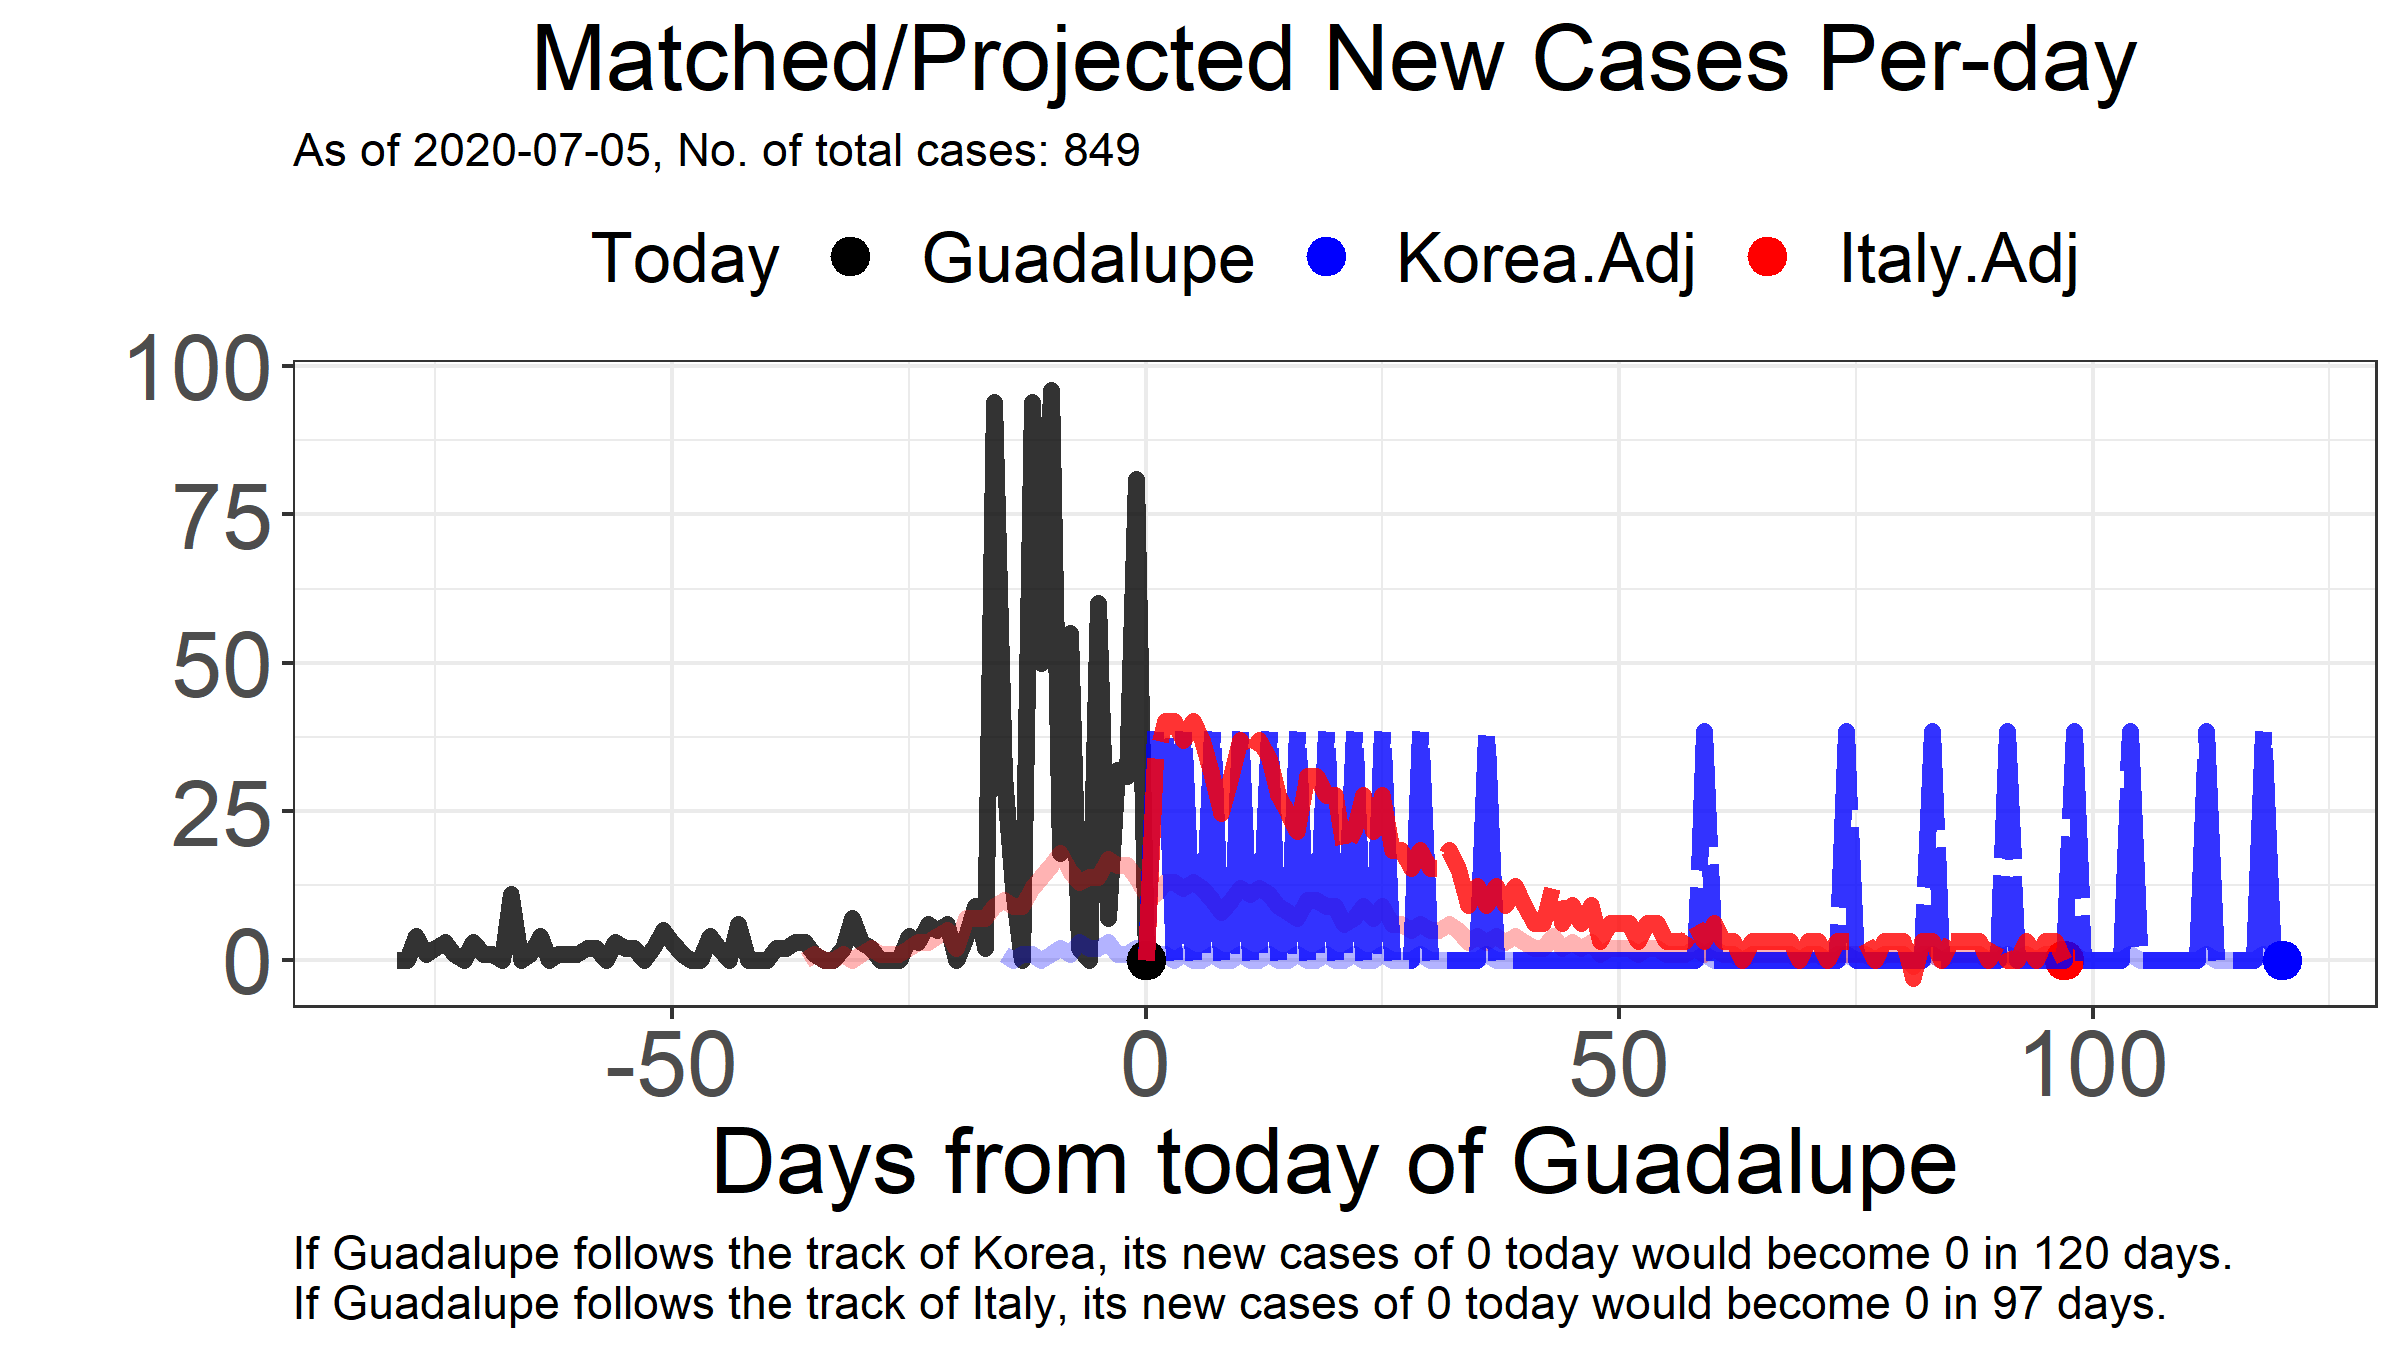 Matched/Projected New Cases Per-day
As of 2020-07-05, No. of total cases: 849
Today Guadalupe Korea.Adj Italy.Adj
100
75
50
25
0
-50 0 50 100
Days from today of Guadalupe
If Guadalupe follows the track of Korea, its new cases of 0 today would become 0 in 120 days.
If Guadalupe follows the track of Italy, its new cases of 0 today would become 0 in 97 days.